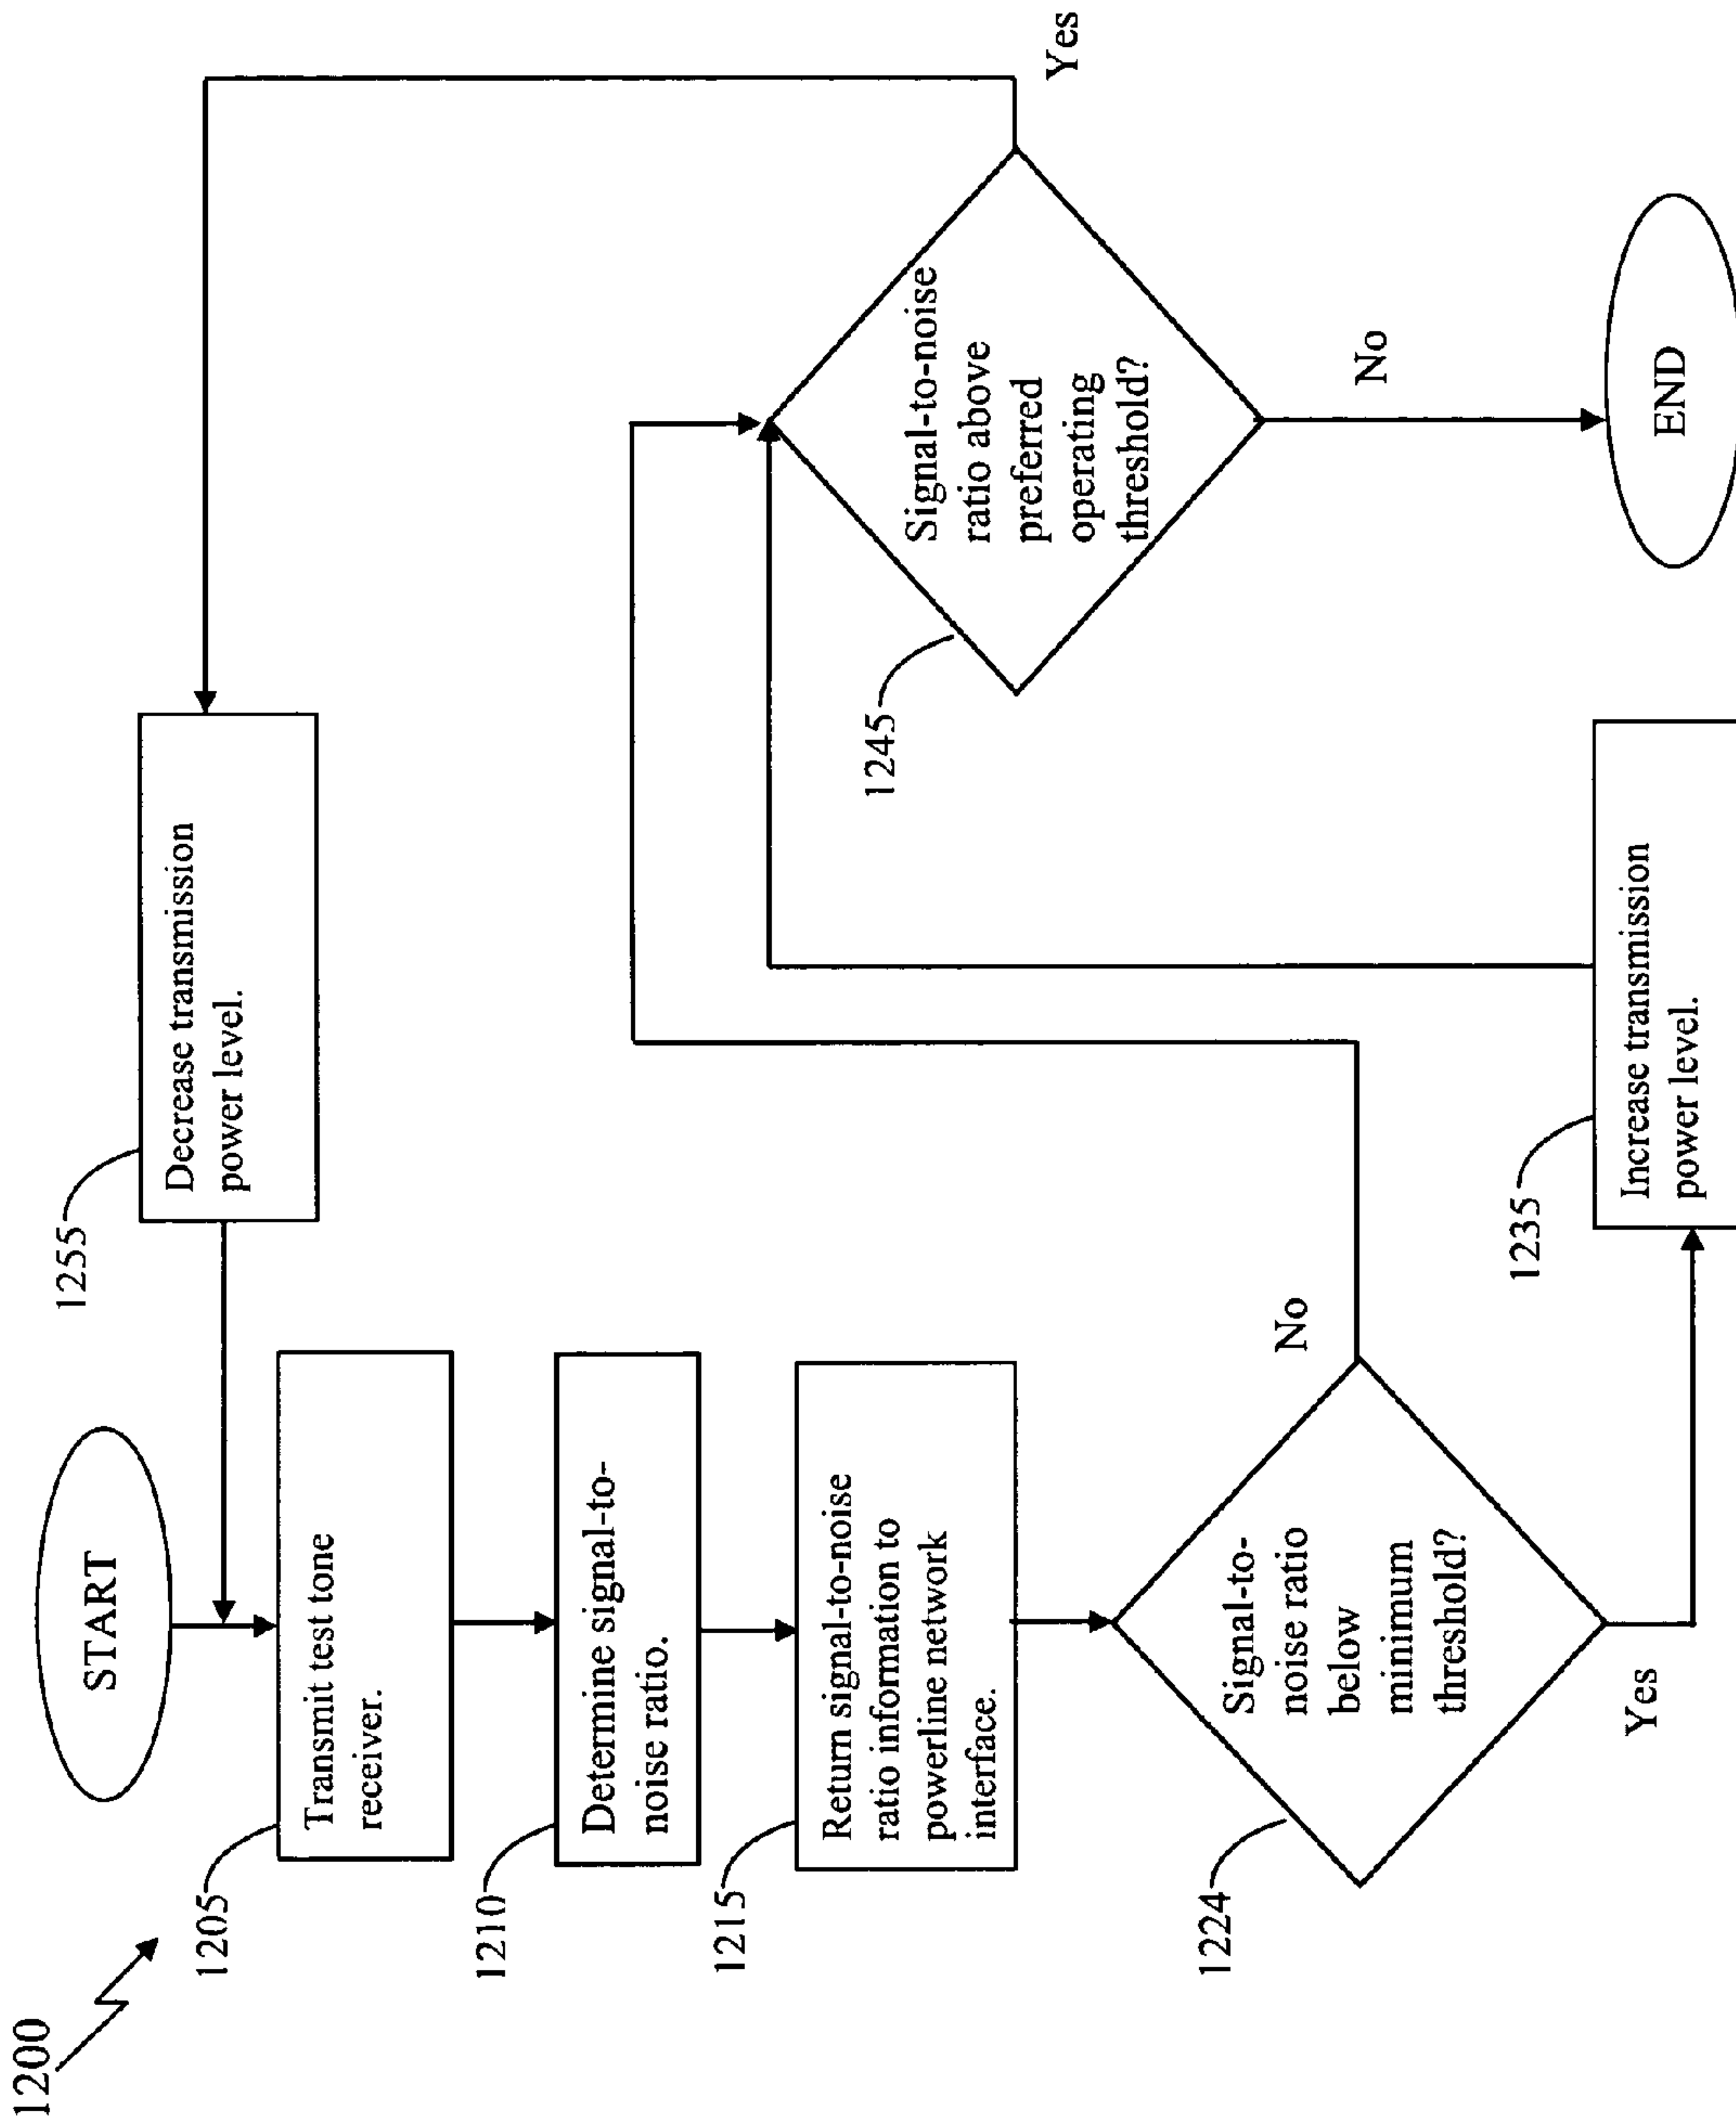 1200
START
1205
Transmit test tone
receiver.
1210
Determine signal-to-
noise ratio.
1215
Return signal-to-noise
ratio information to
powerline network
interface.
1224
Signal-to-
noise ratio
below
minimum
threshold?
No
Yes
1235
Increase transmission
power level.
1245
Signal-to-noise
ratio above
preferred
operating
threshold?
Yes
No
1255
Decrease transmission
power level.
END